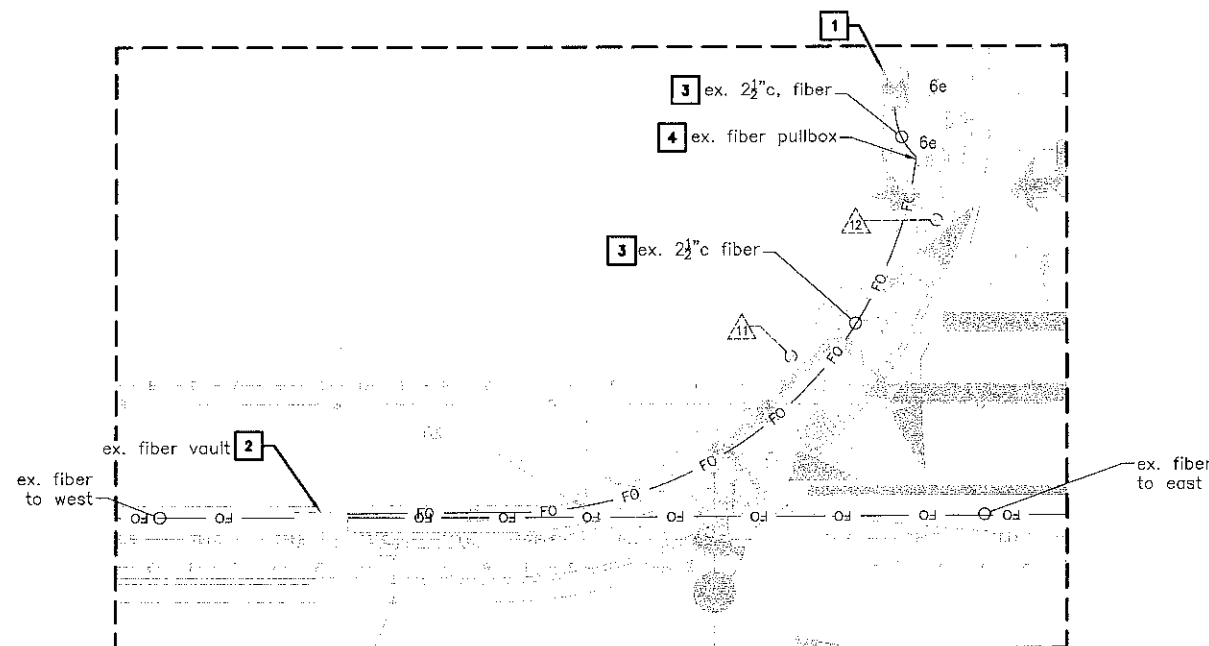 1
3 ex. 2½"c, fiber
6e
4 ex. fiber pullbox
6e
FO
12
3 ex. 2½"c fiber
FO
11
FO
FO
ex. fiber vault 2
FO
ex. fiber
to west
ex. fiber
to east
FO
FO FO FO FO FO FO FO FO FO FO FO FO